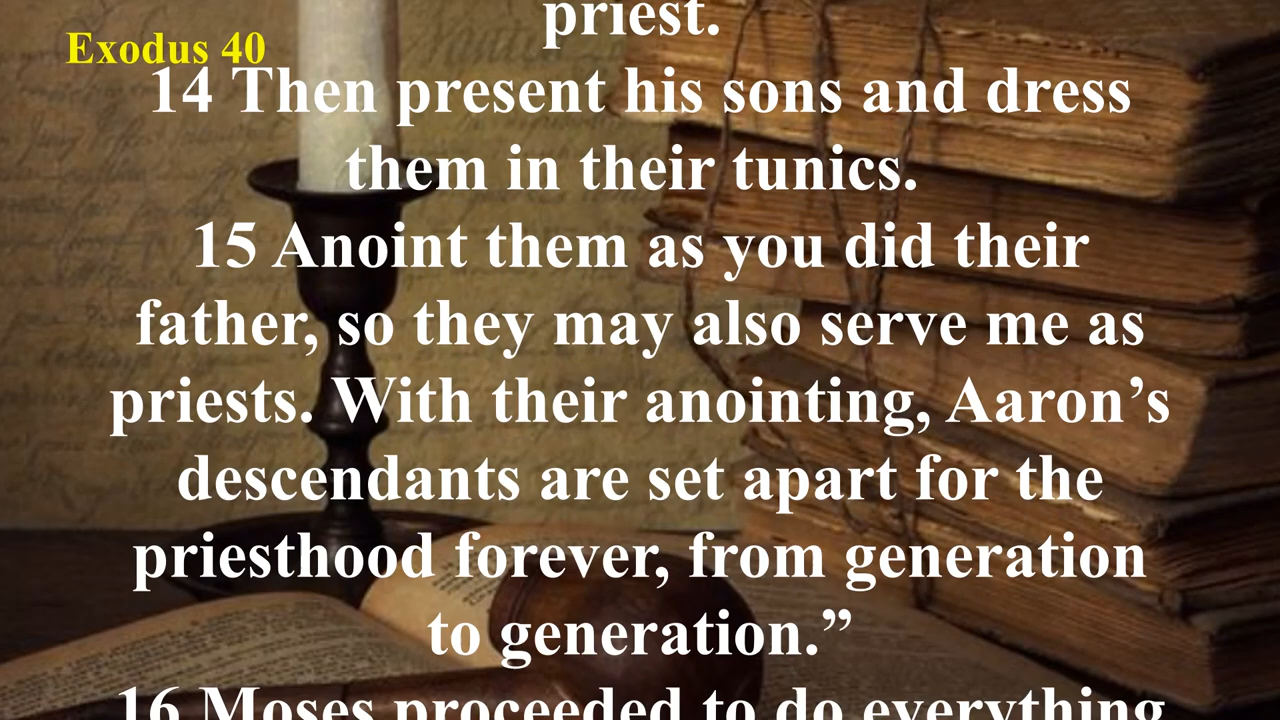 priest.
Exodus 40
14 Then present his sons and dress
them in their tunics.
15 Anoint them as you did their
father, so they may also serve me as
priests. With their anointing, Aaron’s
descendants are set apart for the
priesthood forever, from generation
to generation.”
16 Moses proceeded to do everything